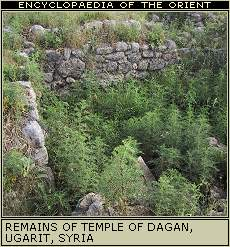 ENCYCLOPAEDIA OF THE ORIENT
REMAINS OF TEMPLE OF DAGAN,
UGARIT, SYRIA